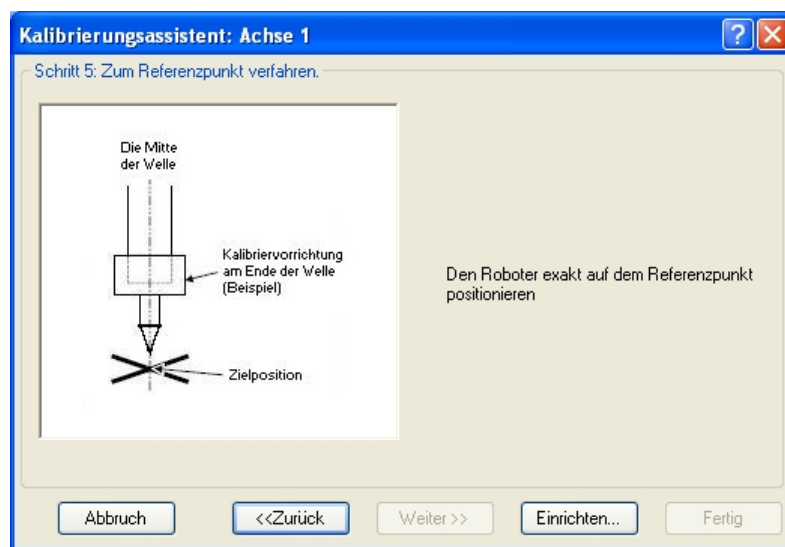 Kalibrierungsassistent: Achse 1
Schritt 5: Zum Referenzpunkt verfahren.
Die Mitte
der Welle
Kalibriervorrichtung
am Ende der Welle
(Beispiel)
Zielposition
Den Roboter exakt auf dem Referenzpunkt
positionieren
Abbruch
<<Zurück
Weiter >>
Einrichten...
Fertig